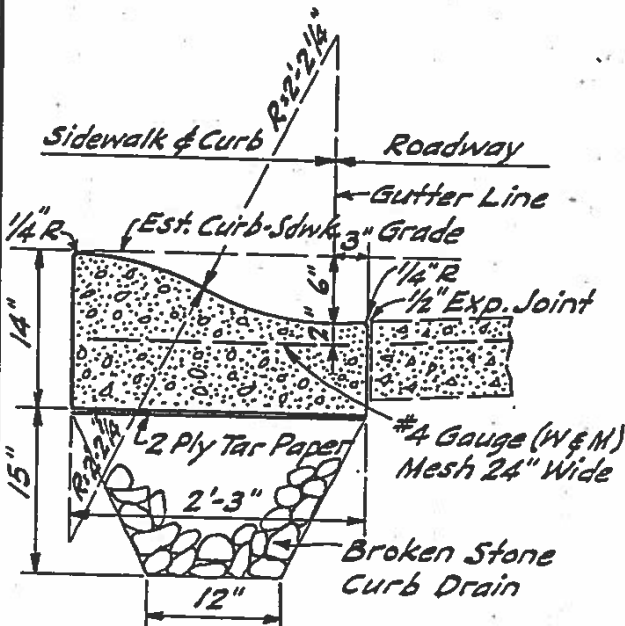 R=2'-2¼"
Sidewalk & Curb
Roadway
Gutter Line
¼"R
Est. Curb-Sdwk. Grade
3"
6"
¼"R
½" Exp. Joint
14"
2"
2 Ply Tar Paper
#4 Gauge (W & M)
Mesh 24" Wide
R=2'-2¼"
15"
2'-3"
Broken Stone
Curb Drain
12"